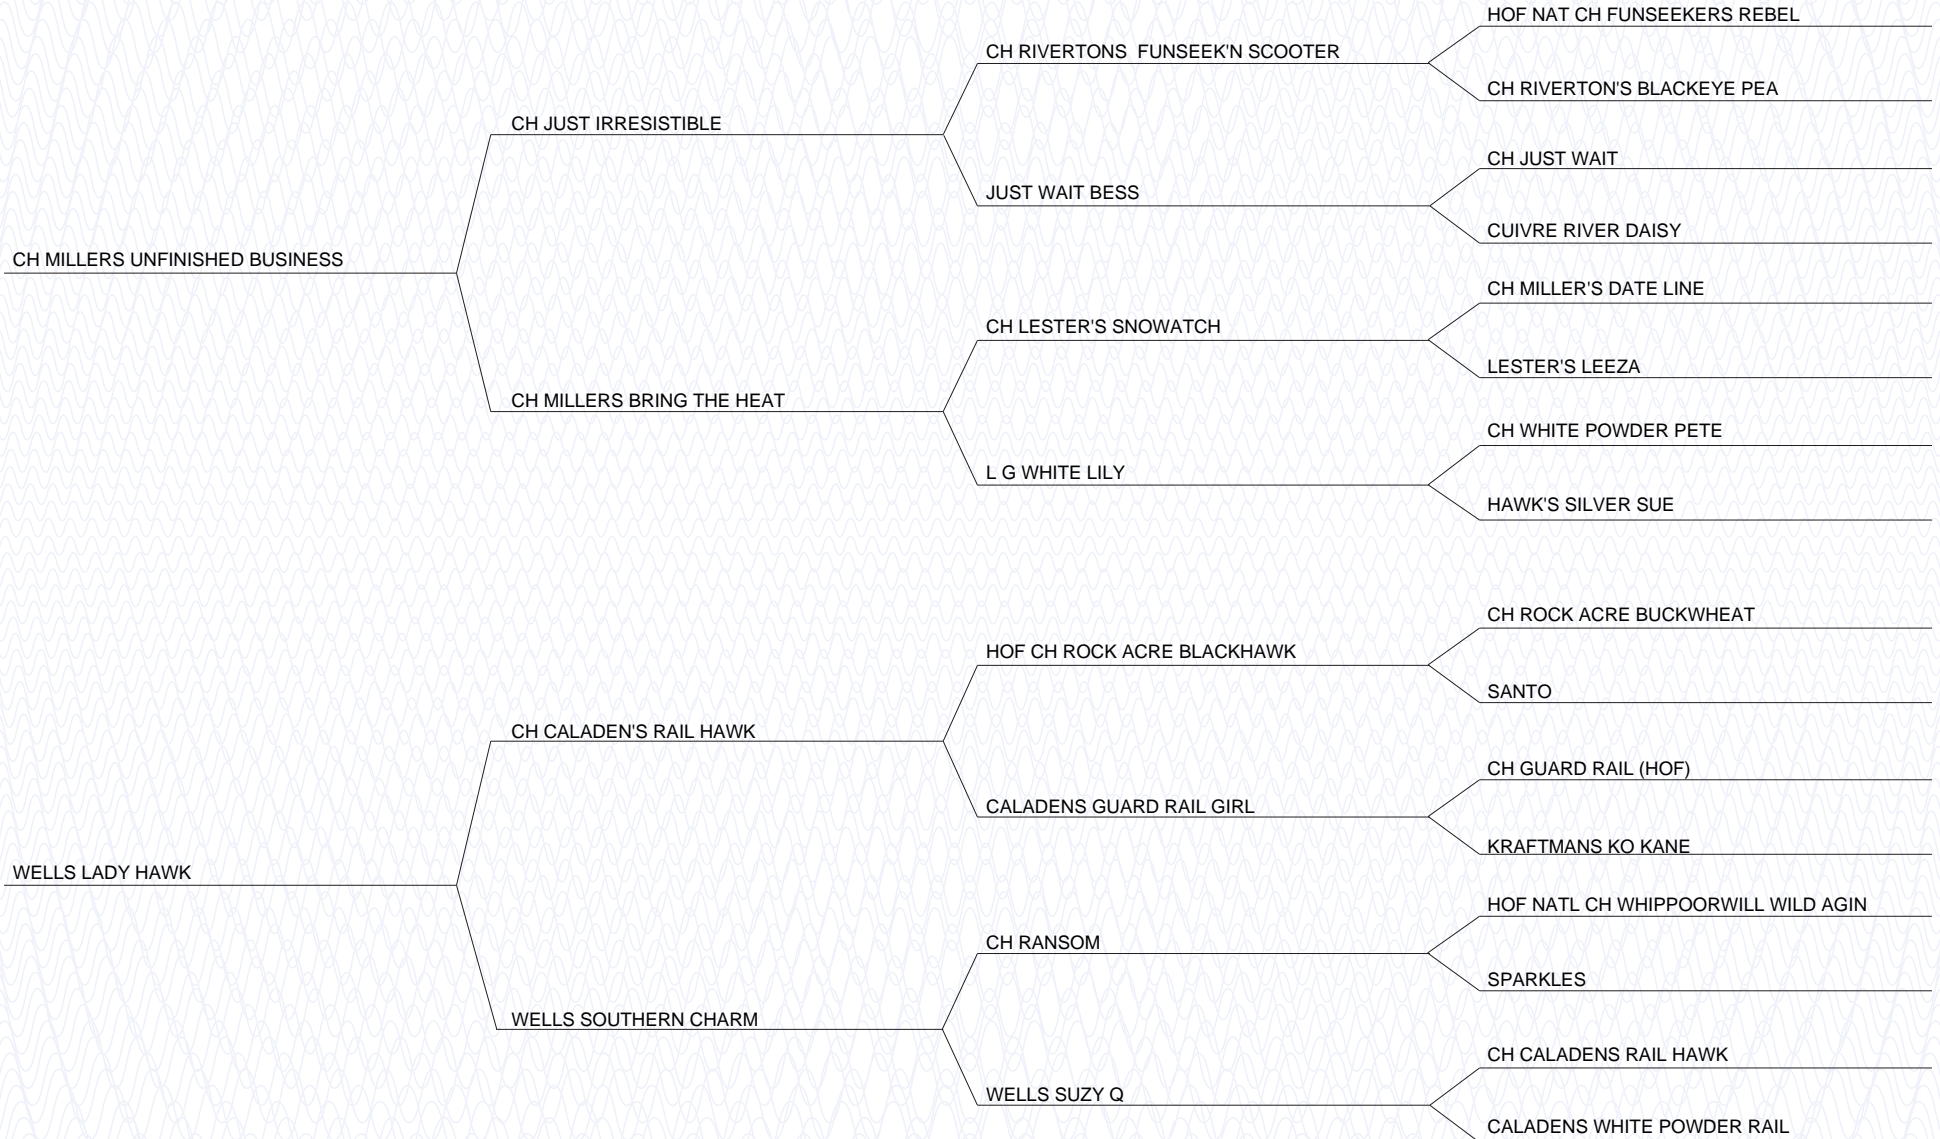 HOF NAT CH FUNSEEKERS REBEL
CH RIVERTONS  FUNSEEK'N SCOOTER
CH RIVERTON'S BLACKEYE PEA
CH JUST IRRESISTIBLE
CH JUST WAIT
JUST WAIT BESS
CUIVRE RIVER DAISY
CH MILLERS UNFINISHED BUSINESS
CH MILLER'S DATE LINE
CH LESTER'S SNOWATCH
LESTER'S LEEZA
CH MILLERS BRING THE HEAT
CH WHITE POWDER PETE
L G WHITE LILY
HAWK'S SILVER SUE
CH ROCK ACRE BUCKWHEAT
HOF CH ROCK ACRE BLACKHAWK
SANTO
CH CALADEN'S RAIL HAWK
CH GUARD RAIL (HOF)
CALADENS GUARD RAIL GIRL
KRAFTMANS KO KANE
WELLS LADY HAWK
HOF NATL CH WHIPPOORWILL WILD AGIN
CH RANSOM
SPARKLES
WELLS SOUTHERN CHARM
CH CALADENS RAIL HAWK
WELLS SUZY Q
CALADENS WHITE POWDER RAIL